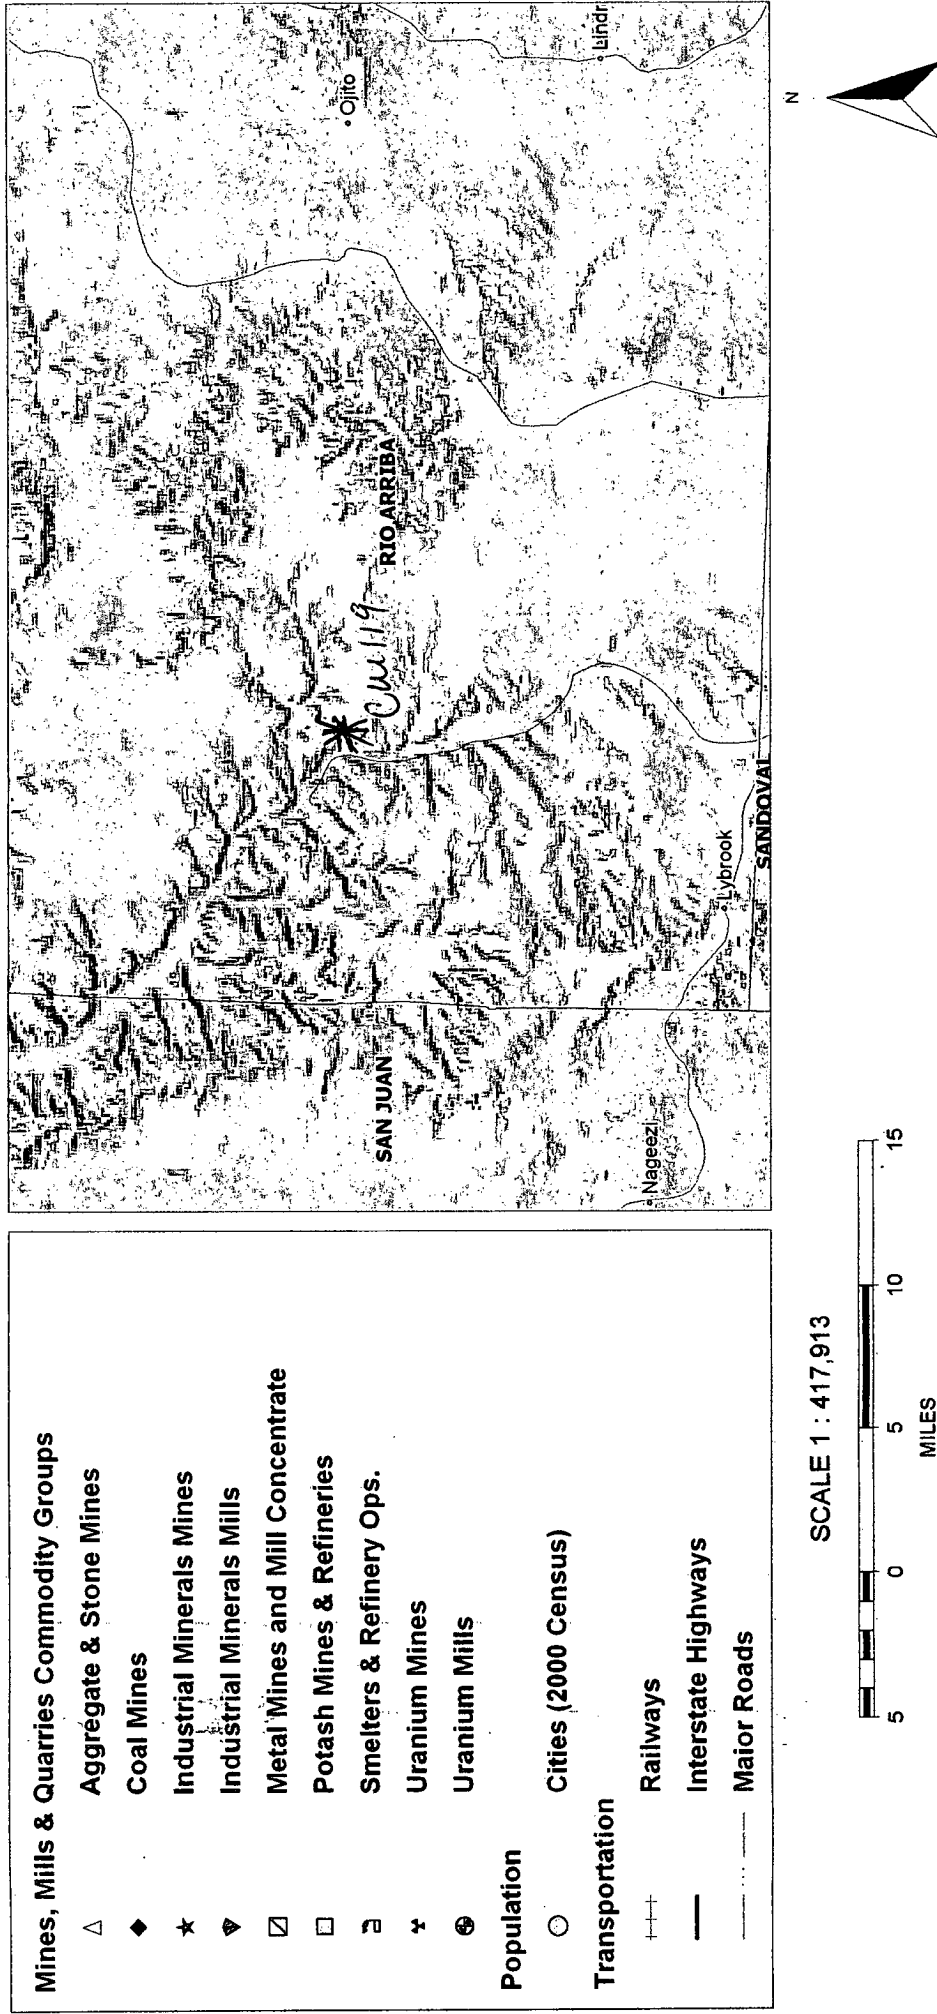 Mines, Mills & Quarries Commodity Groups
Aggregate & Stone Mines
Coal Mines
Industrial Minerals Mines
Industrial Minerals Mills
Metal Mines and Mill Concentrate
Potash Mines & Refineries
Smelters & Refinery Ops.
Uranium Mines
Uranium Mills
Population
Cities (2000 Census)
Transportation
Railways
Interstate Highways
Major Roads
Ojito
Lindr
RIO ARRIBA
SAN JUAN
Nageezi
Lybrook
SANDOVAL
N
SCALE 1 : 417,913
5 0 5 10 15
MILES